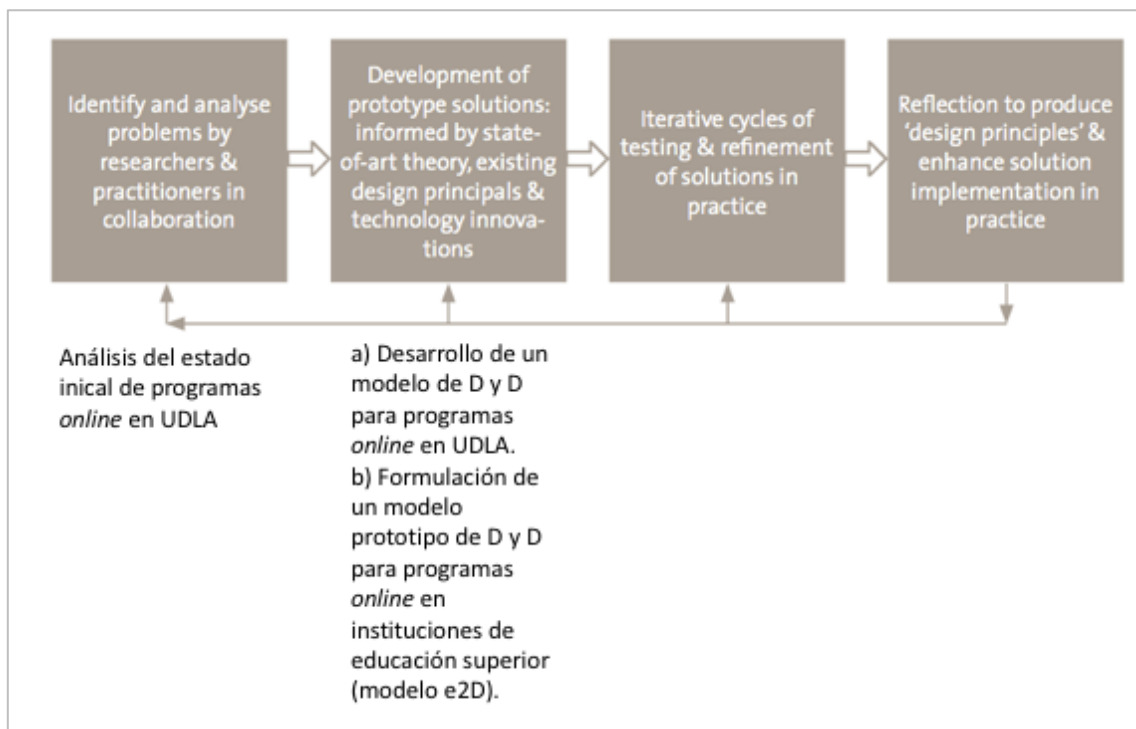 Identify and analyse
problems by
researchers &
practitioners in
collaboration
Development of
prototype solutions:
informed by state-
of-art theory, existing
design principals &
technology innova-
tions
Iterative cycles of
testing & refinement
of solutions in
practice
Reflection to produce
‘design principles’ &
enhance solution
implementation in
practice
Análisis del estado
inical de programas
online en UDLA
a) Desarrollo de un
modelo de D y D
para programas
online en UDLA.
b) Formulación de
un modelo
prototipo de D y D
para programas
online en
instituciones de
educación superior
(modelo e2D).